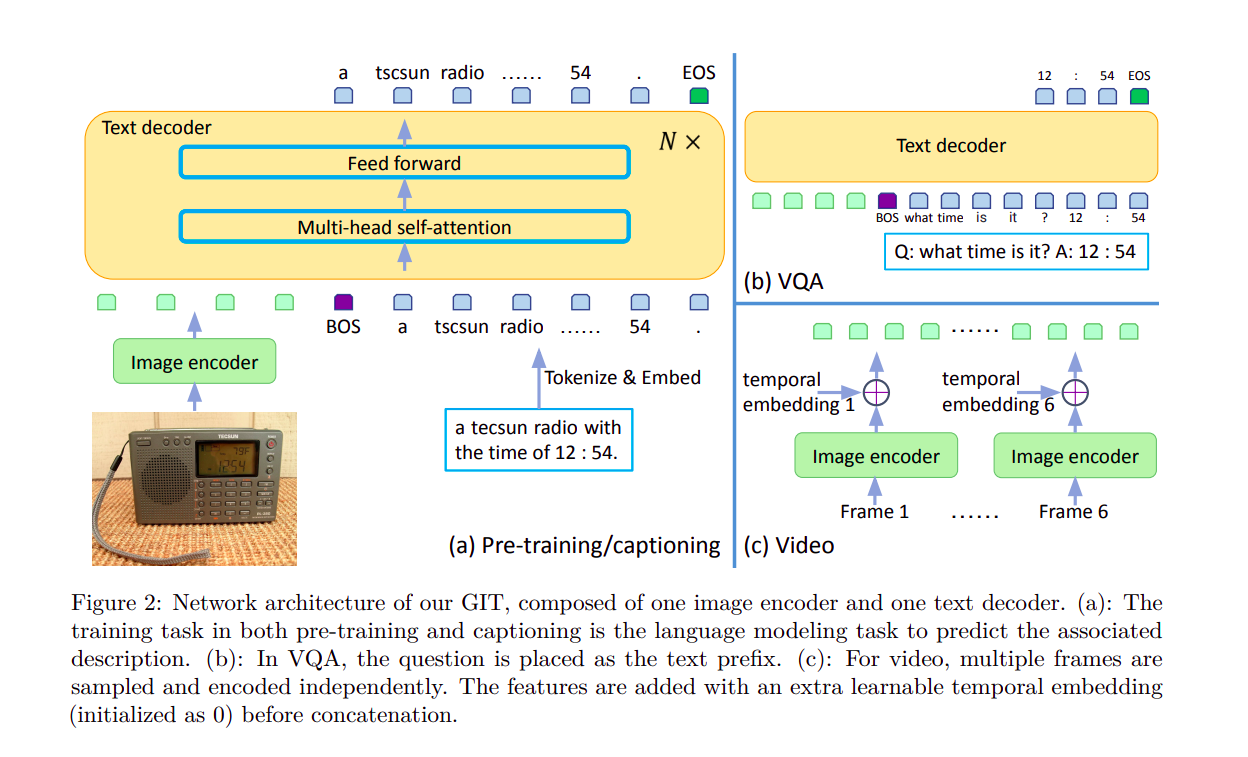 a tscsun radio ...... 54 . EOS
Text decoder
N ×
Feed forward
Multi-head self-attention
BOS a tscsun radio ...... 54 .
Image encoder
Tokenize & Embed
a tecsun radio with
the time of 12 : 54.
TECSUN
79F
1254
(a) Pre-training/captioning
12 : 54 EOS
Text decoder
BOS what time is it ? 12 : 54
Q: what time is it? A: 12 : 54
(b) VQA
......
temporal
embedding 1
temporal
embedding 6
Image encoder
Image encoder
Frame 1 ...... Frame 6
(c) Video
Figure 2: Network architecture of our GIT, composed of one image encoder and one text decoder. (a): The
training task in both pre-training and captioning is the language modeling task to predict the associated
description. (b): In VQA, the question is placed as the text prefix. (c): For video, multiple frames are
sampled and encoded independently. The features are added with an extra learnable temporal embedding
(initialized as 0) before concatenation.